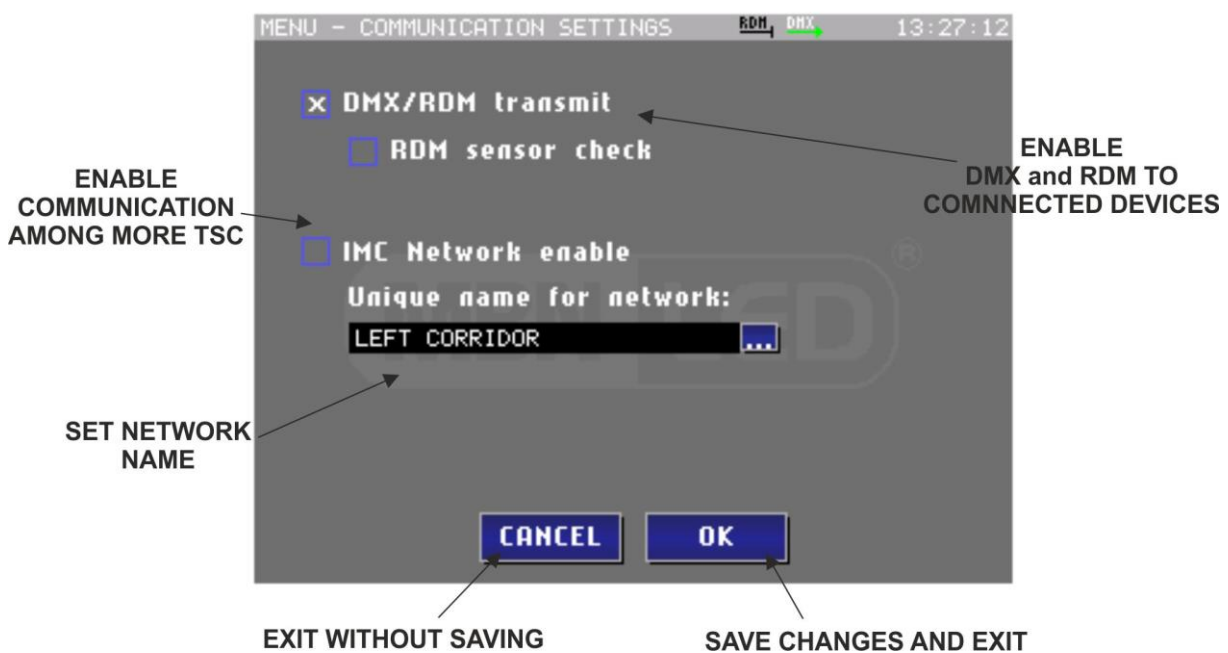 MENU - COMMUNICATION SETTINGS RDM DMX 13:27:12
DMX/RDM transmit
RDM sensor check
ENABLE
DMX and RDM TO
COMNNECTED DEVICES
ENABLE
COMMUNICATION
AMONG MORE TSC
IMC Network enable
Unique name for network:
LEFT CORRIDOR ...
SET NETWORK
NAME
CANCEL OK
EXIT WITHOUT SAVING
SAVE CHANGES AND EXIT